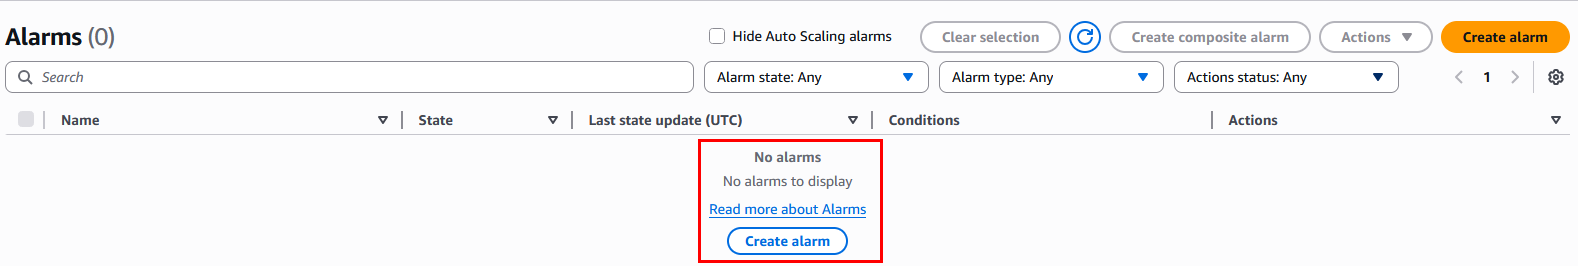 Alarms (0)
Hide Auto Scaling alarms
Clear selection
Create composite alarm
Actions
Create alarm
Search
Alarm state: Any
Alarm type: Any
Actions status: Any
1
Name
State
Last state update (UTC)
Conditions
Actions
No alarms
No alarms to display
Read more about Alarms
Create alarm